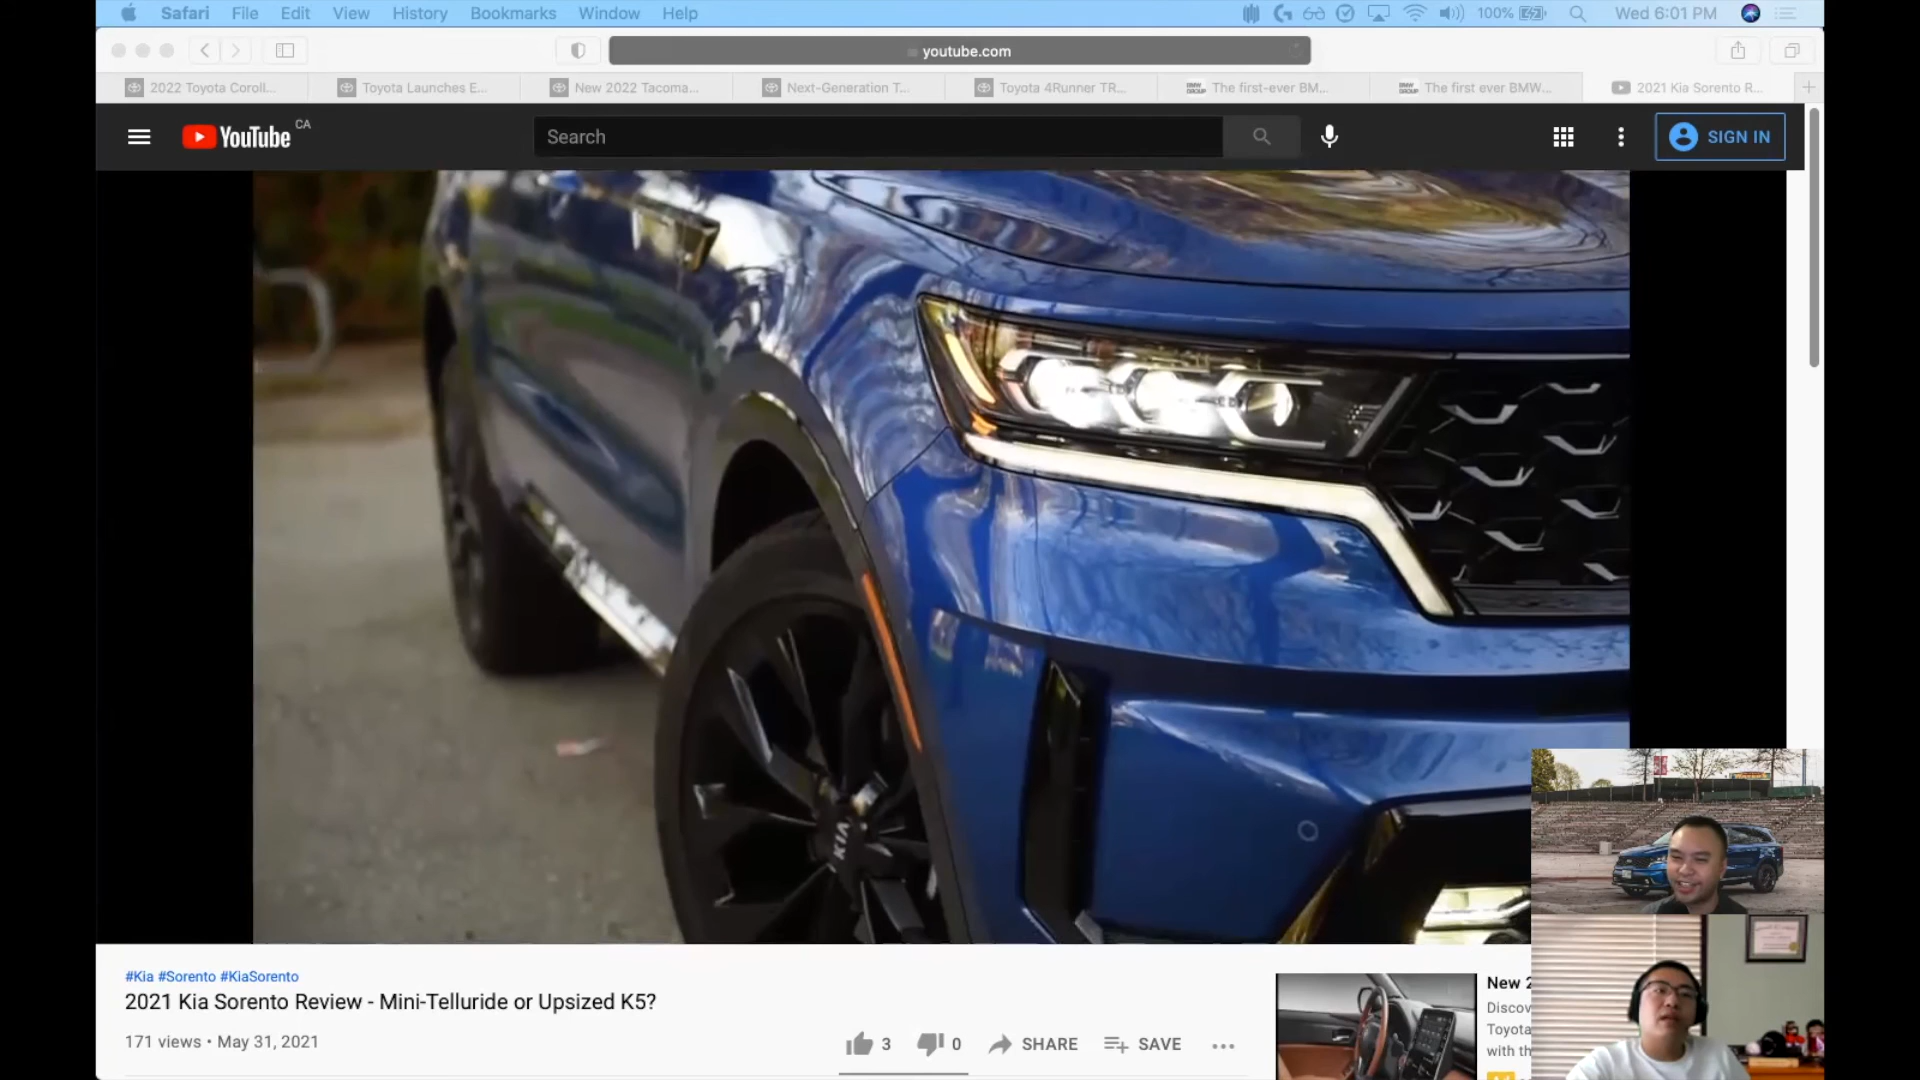 Safari File Edit View History Bookmarks Window Help 100% Wed 6:01 PM
youtube.com
2022 Toyota Coroll... Toyota Launches E... New 2022 Tacoma... Next-Generation T... Toyota 4Runner TR... The first-ever BM... The first ever BMW... 2021 Kia Sorento R...
YouTube CA Search SIGN IN
KIA
#Kia #Sorento #KiaSorento
2021 Kia Sorento Review - Mini-Telluride or Upsized K5?
171 views • May 31, 2021
3 0 SHARE SAVE
New 2
Discov
Toyota
with th